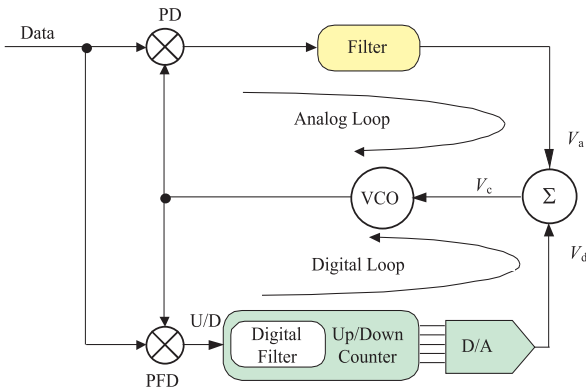 PD
Data
Filter
Analog Loop
Va
VCO
Vc
Σ
Vd
Digital Loop
U/D
Digital
Filter
Up/Down
Counter
D/A
PFD